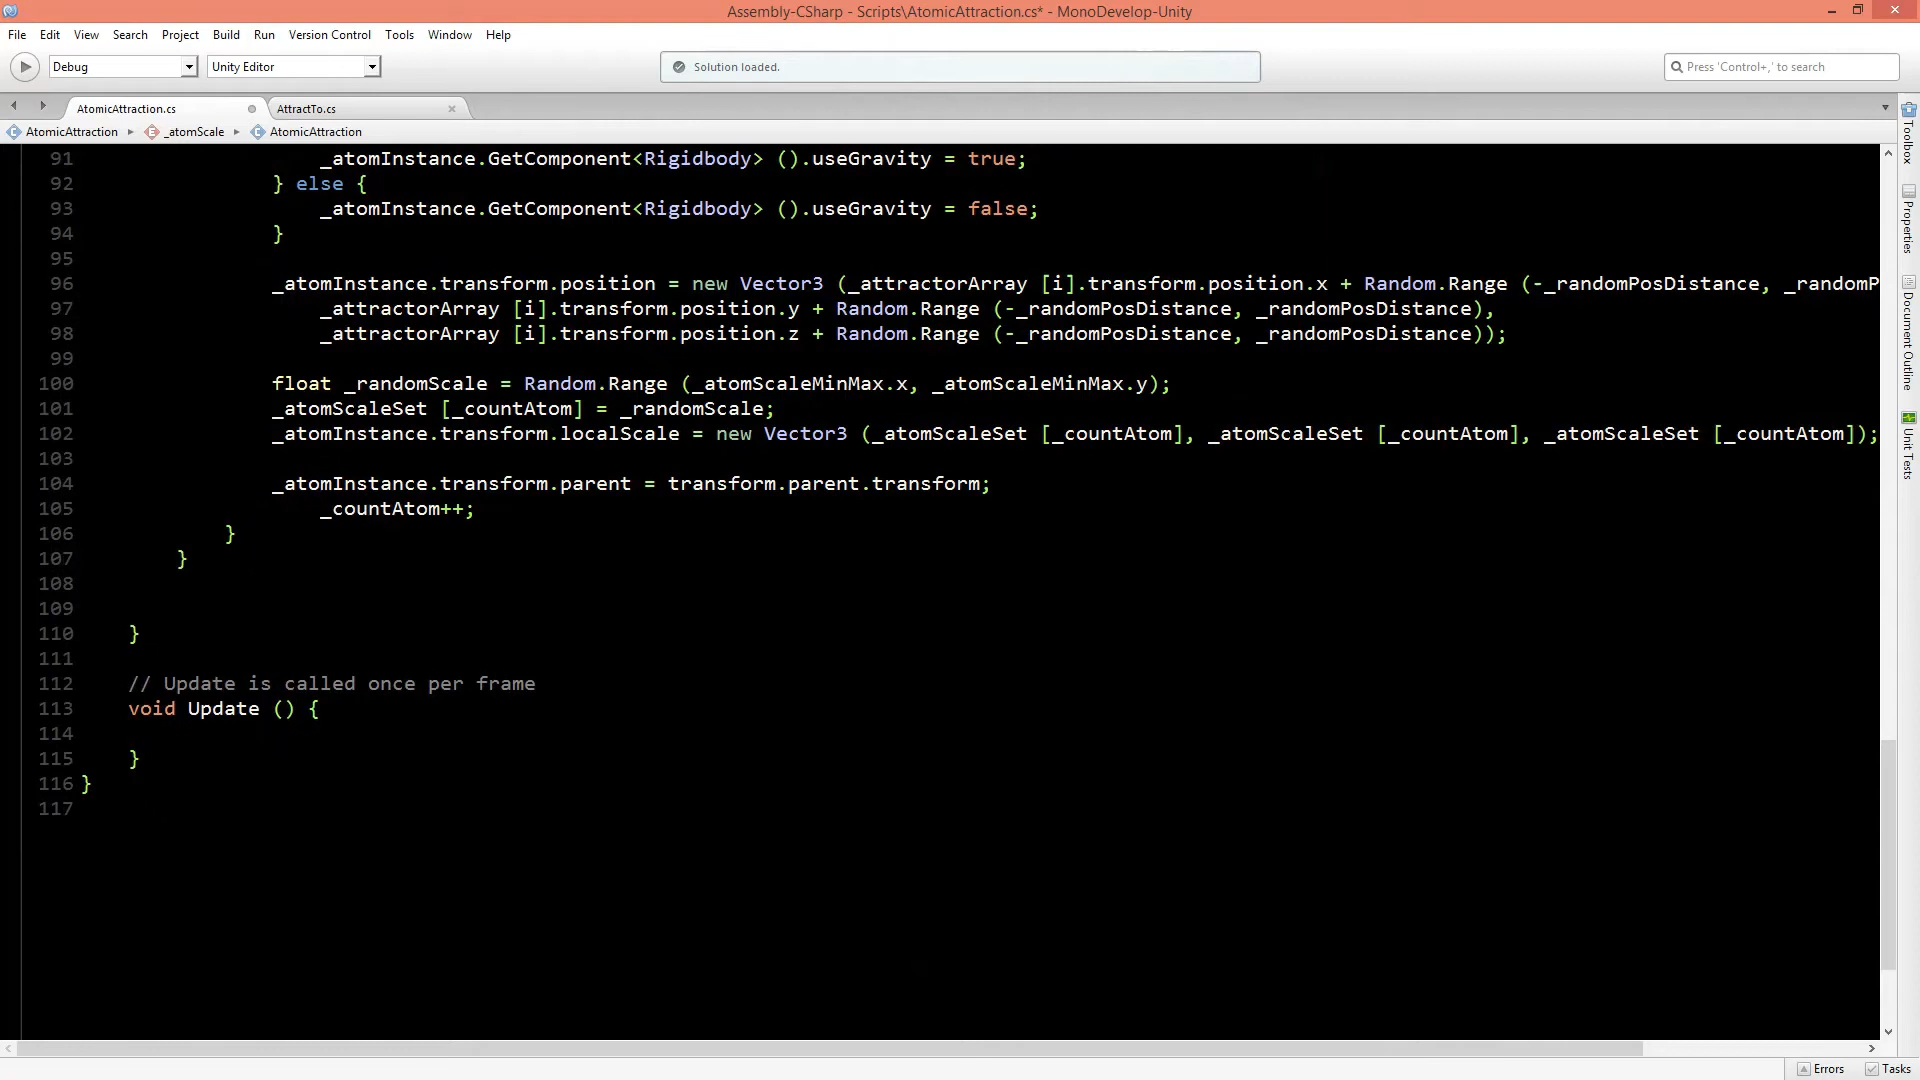 Assembly-CSharp - Scripts\AtomicAttraction.cs* - MonoDevelop-Unity
File Edit View Search Project Build Run Version Control Tools Window Help
Debug Unity Editor Solution loaded. Press 'Control+,' to search
AtomicAttraction.cs AttractTo.cs
AtomicAttraction _atomScale AtomicAttraction
91 _atomInstance.GetComponent<Rigidbody> ().useGravity = true;
92 } else {
93 _atomInstance.GetComponent<Rigidbody> ().useGravity = false;
94 }
95
96 _atomInstance.transform.position = new Vector3 (_attractorArray [i].transform.position.x + Random.Range (-_randomPosDistance, _randomP
97 _attractorArray [i].transform.position.y + Random.Range (-_randomPosDistance, _randomPosDistance),
98 _attractorArray [i].transform.position.z + Random.Range (-_randomPosDistance, _randomPosDistance));
99
100 float _randomScale = Random.Range (_atomScaleMinMax.x, _atomScaleMinMax.y);
101 _atomScaleSet [_countAtom] = _randomScale;
102 _atomInstance.transform.localScale = new Vector3 (_atomScaleSet [_countAtom], _atomScaleSet [_countAtom], _atomScaleSet [_countAtom]);
103
104 _atomInstance.transform.parent = transform.parent.transform;
105 _countAtom++;
106 }
107 }
108
109
110 }
111
112 // Update is called once per frame
113 void Update () {
114
115 }
116 }
117
Toolbox
Properties
Document Outline
Unit Tests
Errors Tasks